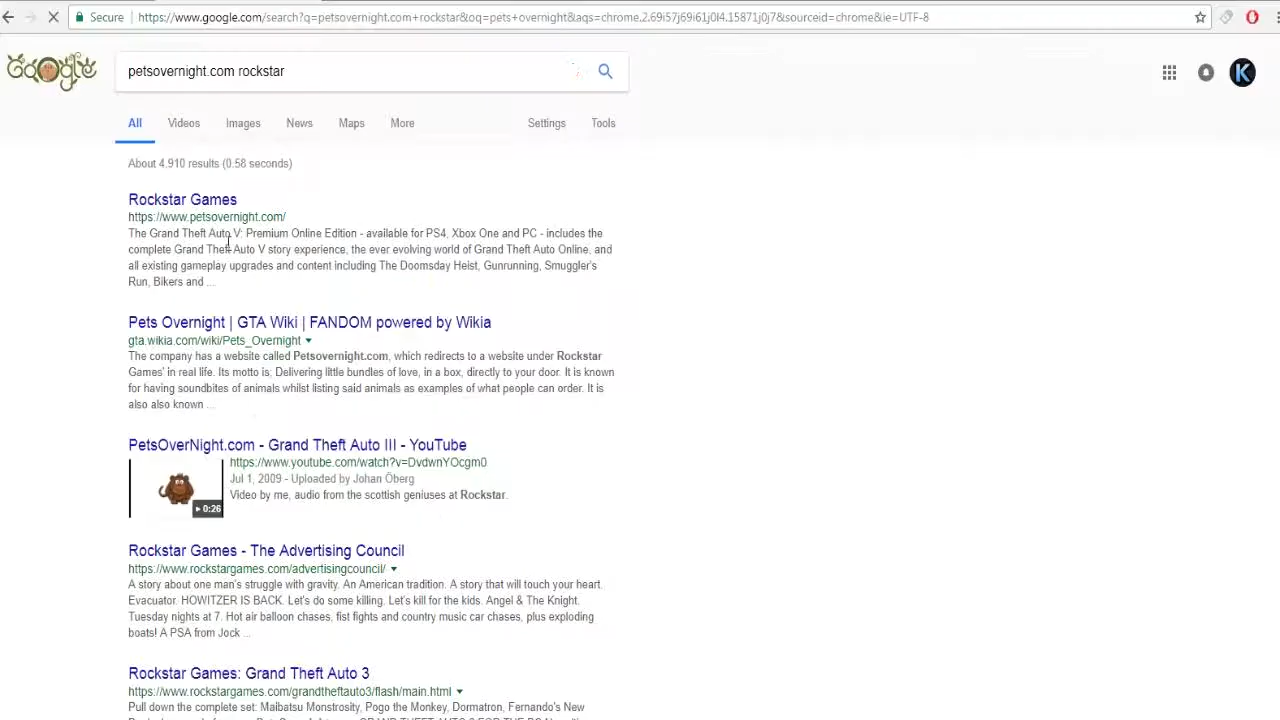 Secure https://www.google.com/search?q=petsovernight.com+rockstar&oq=pets+overnight&aqs=chrome.2.69i57j69i61j0l4.15871j0j7&sourceid=chrome&ie=UTF-8
Google petsovernight.com rockstar K
All Videos Images News Maps More Settings Tools
About 4,910 results (0.58 seconds)
Rockstar Games
https://www.petsovernight.com/
The Grand Theft Auto V: Premium Online Edition - available for PS4, Xbox One and PC - includes the
complete Grand Theft Auto V story experience, the ever evolving world of Grand Theft Auto Online, and
all existing gameplay upgrades and content including The Doomsday Heist, Gunrunning, Smuggler's
Run, Bikers and ...
Pets Overnight | GTA Wiki | FANDOM powered by Wikia
gta.wikia.com/wiki/Pets_Overnight
The company has a website called Petsovernight.com, which redirects to a website under Rockstar
Games' in real life. Its motto is; Delivering little bundles of love, in a box, directly to your door. It is known
for having soundbites of animals whilst listing said animals as examples of what people can order. It is
also also known ...
PetsOverNight.com - Grand Theft Auto III - YouTube
https://www.youtube.com/watch?v=DvdwnYOcgm0
Jul 1, 2009 - Uploaded by Johan Öberg
Video by me, audio from the scottish geniuses at Rockstar.
0:26
Rockstar Games - The Advertising Council
https://www.rockstargames.com/advertisingcouncil/
A story about one man's struggle with gravity. An American tradition. A story that will touch your heart.
Evacuator. HOWITZER IS BACK. Let's do some killing. Let's kill for the kids. Angel & The Knight.
Tuesday nights at 7. Hot air balloon chases, fist fights and country music car chases, plus exploding
boats! A PSA from Jock ...
Rockstar Games: Grand Theft Auto 3
https://www.rockstargames.com/grandtheftauto3/flash/main.html
Pull down the complete set: Maibatsu Monstrosity, Pogo the Monkey, Dormatron, Fernando's New